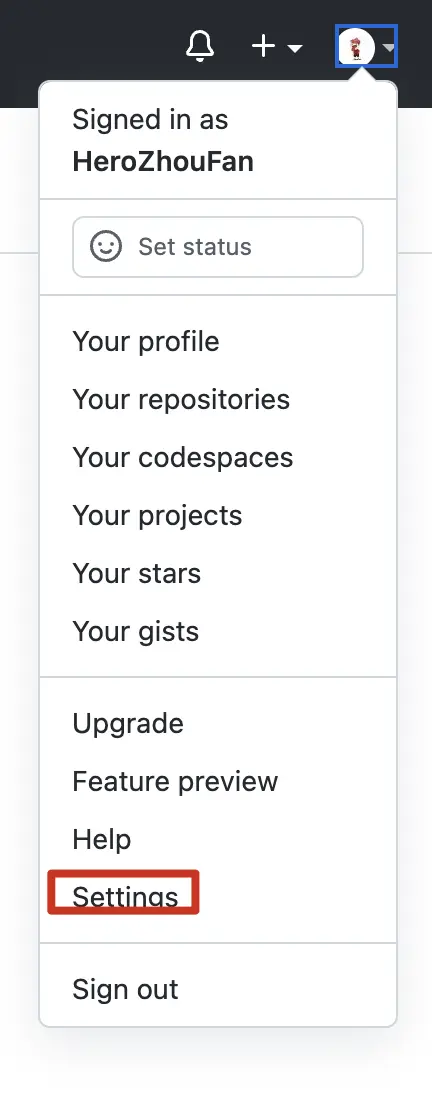 Signed in as
HeroZhouFan
Set status
Your profile
Your repositories
Your codespaces
Your projects
Your stars
Your gists
Upgrade
Feature preview
Help
Settings
Sign out